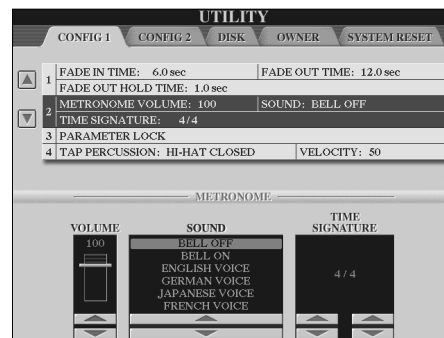 UTILITY
CONFIG 1 CONFIG 2 DISK OWNER SYSTEM RESET
1 FADE IN TIME: 6.0 sec FADE OUT TIME: 12.0 sec
FADE OUT HOLD TIME: 1.0 sec
2 METRONOME VOLUME: 100 SOUND: BELL OFF
TIME SIGNATURE: 4/4
3 PARAMETER LOCK
4 TAP PERCUSSION: HI-HAT CLOSED VELOCITY: 50
METRONOME
VOLUME SOUND TIME SIGNATURE
100
BELL OFF
BELL ON
ENGLISH VOICE
GERMAN VOICE
JAPANESE VOICE
FRENCH VOICE
4 / 4